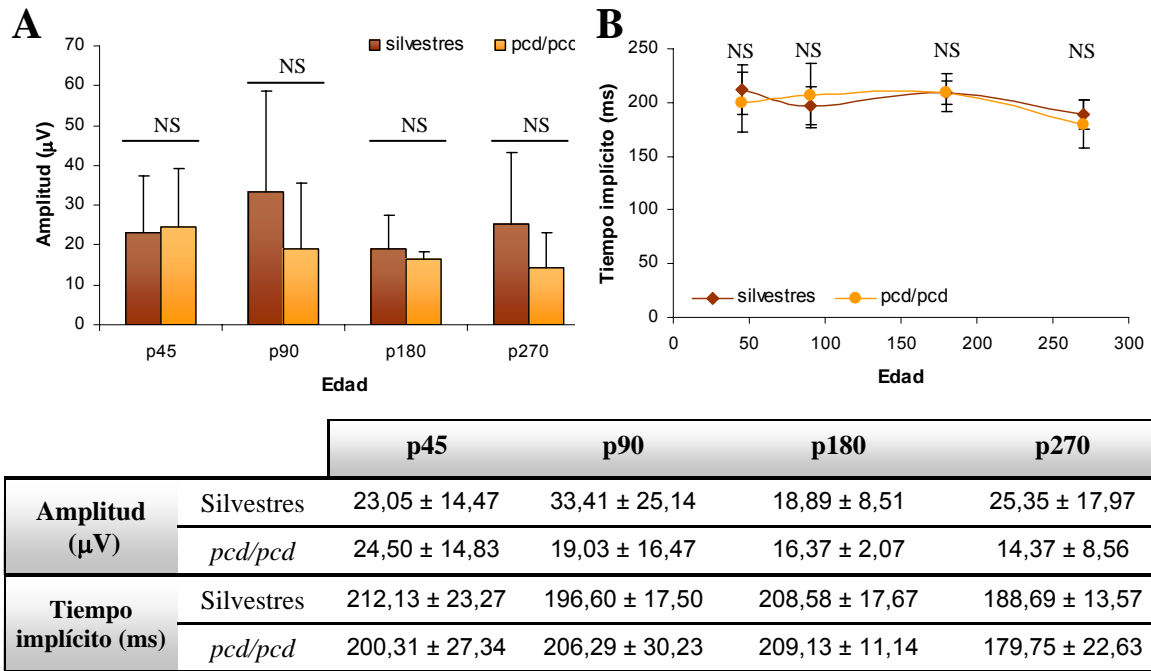 A
70
60
50
40
30
20
10
0
Amplitud (μV)
silvestres pcd/pcd
NS
NS
NS
NS
p45 p90 p180 p270
Edad
B
250
200
150
100
50
0
Tiempo implícito (ms)
NS NS NS NS
silvestres pcd/pcd
0 50 100 150 200 250 300
Edad
p45 p90 p180 p270
Amplitud (μV)
Silvestres 23,05 ± 14,47 33,41 ± 25,14 18,89 ± 8,51 25,35 ± 17,97
pcd/pcd 24,50 ± 14,83 19,03 ± 16,47 16,37 ± 2,07 14,37 ± 8,56
Tiempo implícito (ms)
Silvestres 212,13 ± 23,27 196,60 ± 17,50 208,58 ± 17,67 188,69 ± 13,57
pcd/pcd 200,31 ± 27,34 206,29 ± 30,23 209,13 ± 11,14 179,75 ± 22,63